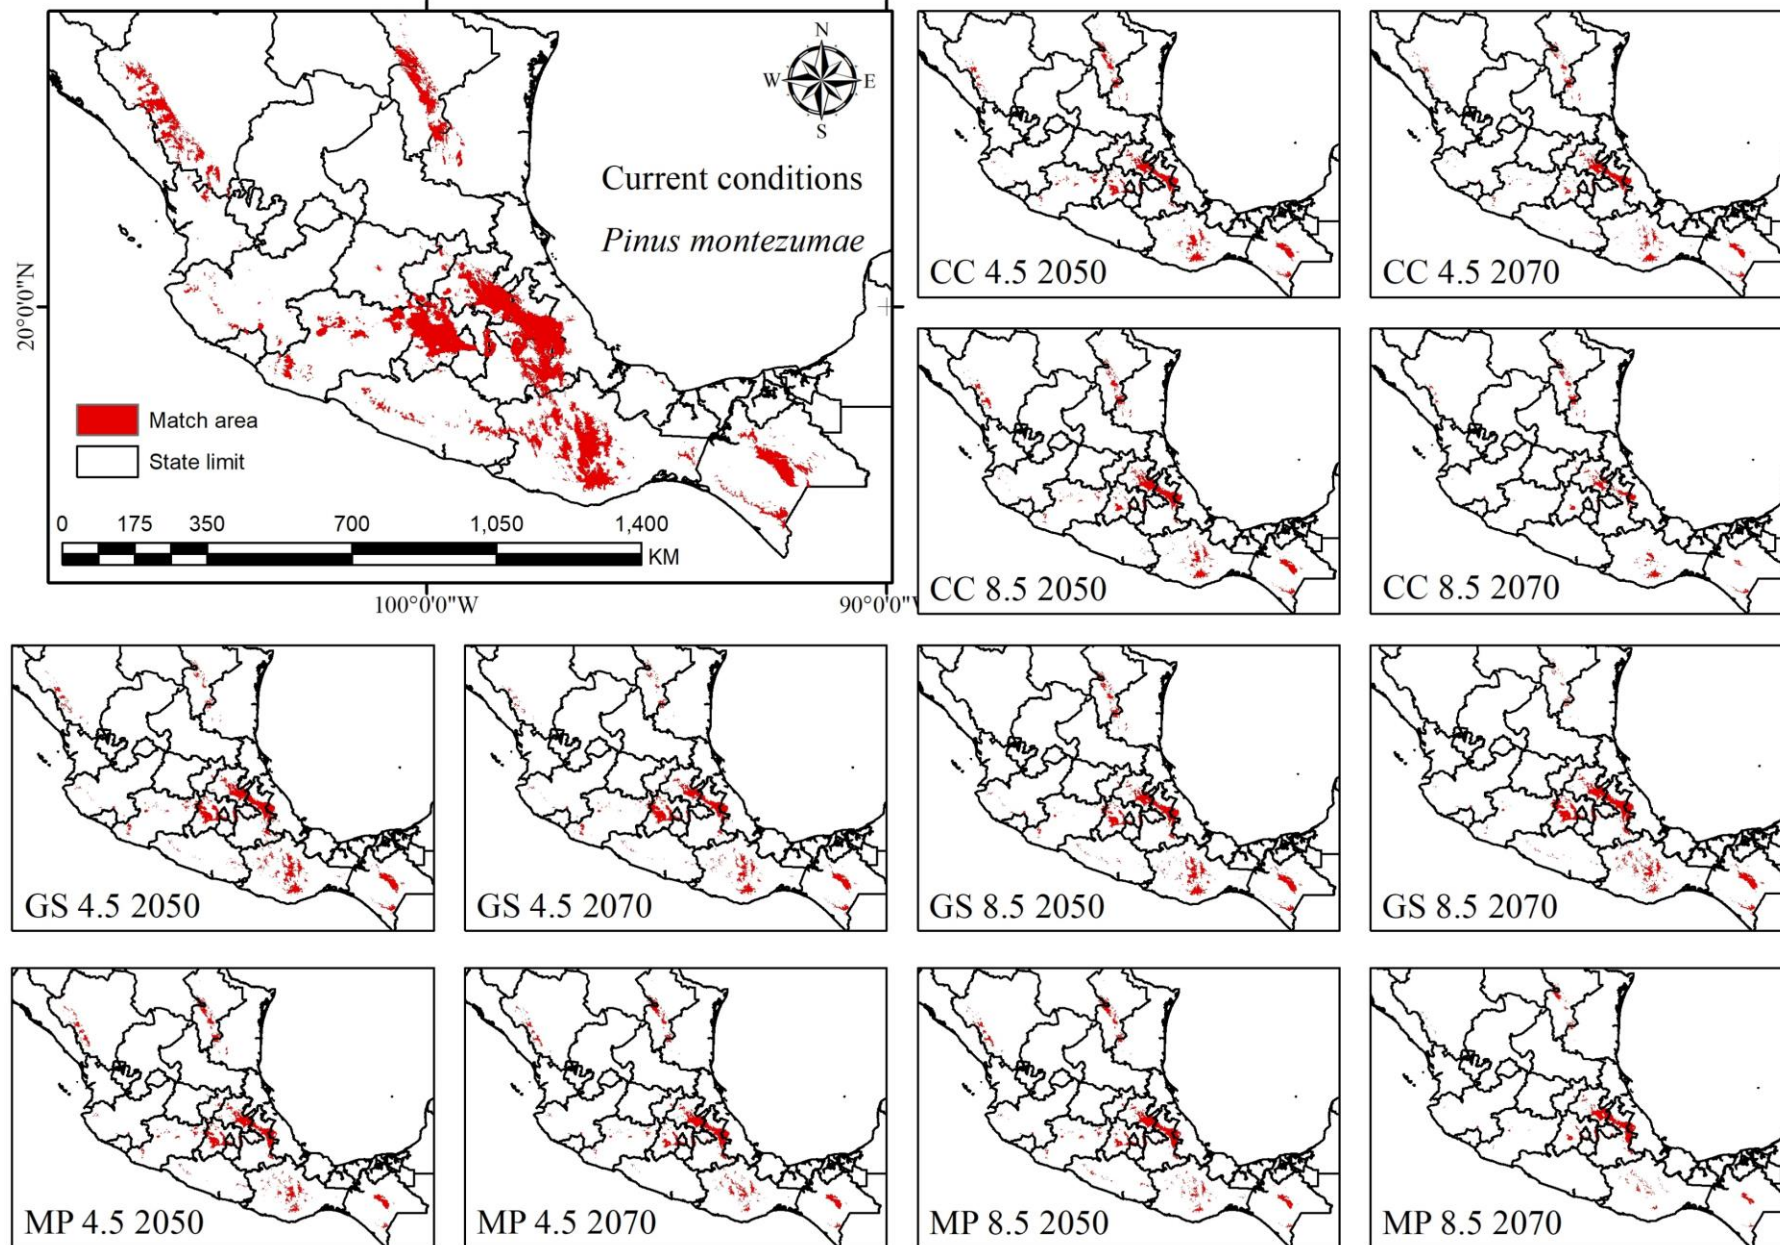 N
W E
S
Current conditions
Pinus montezumae
20°0'0"N
Match area
State limit
0 175 350 700 1,050 1,400
KM
100°0'0"W
90°0'0"W
CC 4.5 2050
CC 4.5 2070
CC 8.5 2050
CC 8.5 2070
GS 4.5 2050
GS 4.5 2070
GS 8.5 2050
GS 8.5 2070
MP 4.5 2050
MP 4.5 2070
MP 8.5 2050
MP 8.5 2070